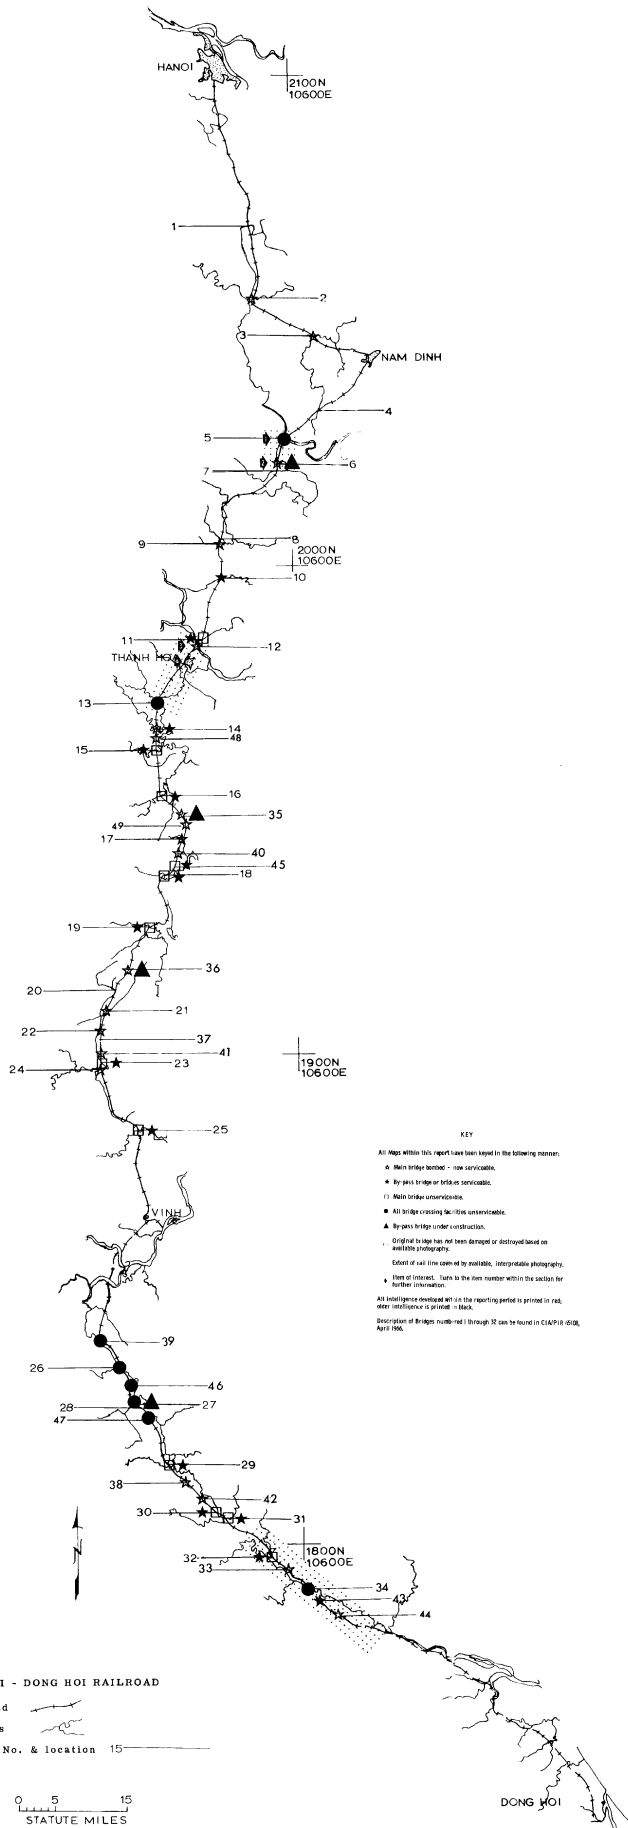 HANOI
2100N
10600E
1
2
3
NAM DINH
4
5
6
7
8
9
2000N
10600E
10
11
12
THANH HOA
13
14
48
15
16
35
49
17
40
45
18
19
36
20
21
22
37
41
23
24
1900N
10600E
25
VINH
KEY
All Maps within this report have been keyed in the following manner:
Main bridge bombed - now serviceable.
By-pass bridge or bridges serviceable.
Main bridge unserviceable.
All bridge crossing facilities unserviceable.
By-pass bridge under construction.
Original bridge has not been damaged or destroyed based on
available photography.
Extent of rail line covered by available, interpretable photography.
Item of interest. Turn to the item number within the section for
further information.
All intelligence developed within the reporting period is printed in red;
older intelligence is printed in black.
Description of Bridges numbered 1 through 32 can be found in CIA/PIR 61018,
April 1966.
39
26
46
28
27
47
29
38
42
30
31
1800N
10600E
32
33
34
43
44
N
I - DONG HOI RAILROAD
d
s
No. & location 15
0 5 15
STATUTE MILES
DONG HOI